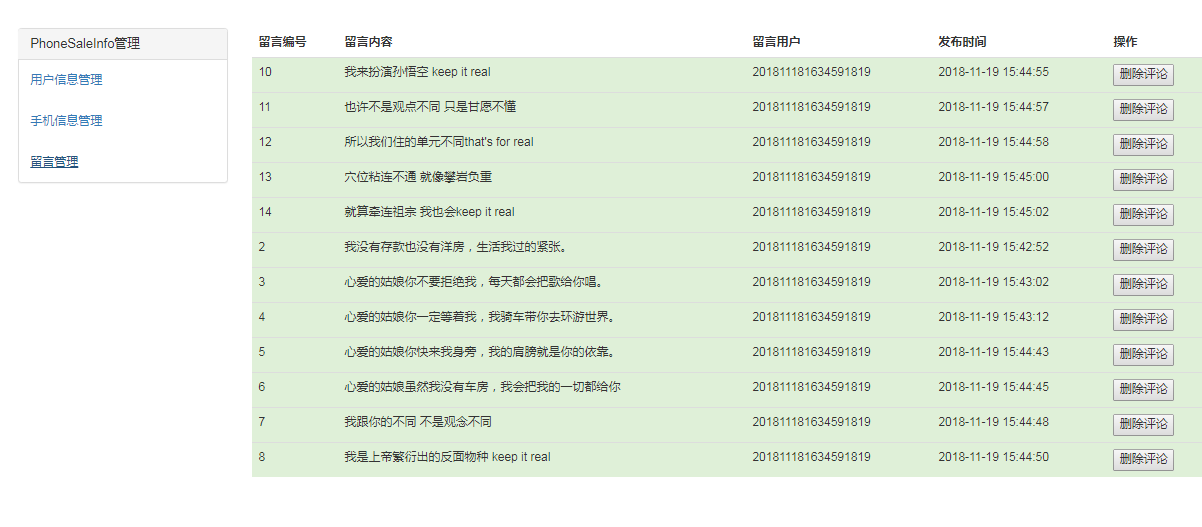 PhoneSaleInfo管理
用户信息管理
手机信息管理
留言管理
留言编号 留言内容 留言用户 发布时间 操作
10 我来扮演孙悟空 keep it real 201811181634591819 2018-11-19 15:44:55 删除评论
11 也许不是观点不同 只是甘愿不懂 201811181634591819 2018-11-19 15:44:57 删除评论
12 所以我们住的单元不同that's for real 201811181634591819 2018-11-19 15:44:58 删除评论
13 穴位粘连不通 就像攀岩负重 201811181634591819 2018-11-19 15:45:00 删除评论
14 就算牵连祖宗 我也会keep it real 201811181634591819 2018-11-19 15:45:02 删除评论
2 我没有存款也没有洋房，生活我过的紧张。 201811181634591819 2018-11-19 15:42:52 删除评论
3 心爱的姑娘你不要拒绝我，每天都会把歌给你唱。 201811181634591819 2018-11-19 15:43:02 删除评论
4 心爱的姑娘你一定等着我，我骑车带你去环游世界。 201811181634591819 2018-11-19 15:43:12 删除评论
5 心爱的姑娘你快来我身旁，我的肩膀就是你的依靠。 201811181634591819 2018-11-19 15:44:43 删除评论
6 心爱的姑娘虽然我没有车房，我会把我的一切都给你 201811181634591819 2018-11-19 15:44:45 删除评论
7 我跟你的不同 不是观念不同 201811181634591819 2018-11-19 15:44:48 删除评论
8 我是上帝繁衍出的反面物种 keep it real 201811181634591819 2018-11-19 15:44:50 删除评论